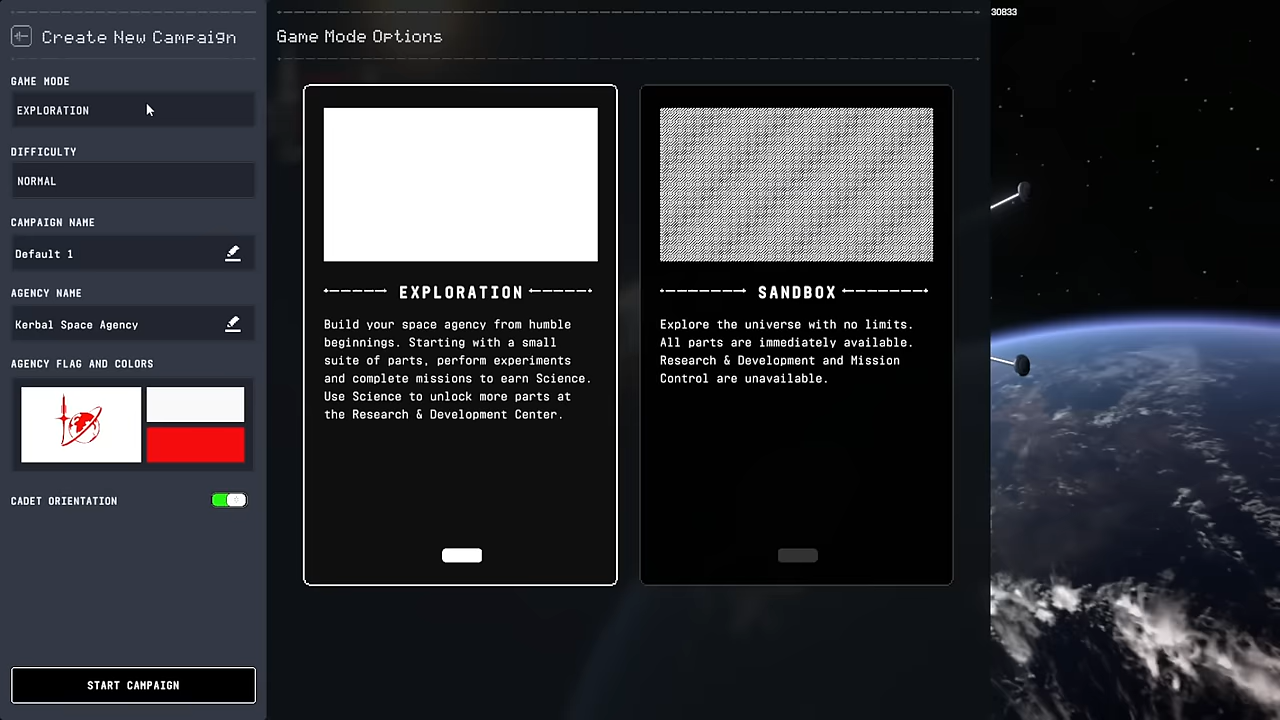 Create New Campaign
GAME MODE
EXPLORATION
DIFFICULTY
NORMAL
CAMPAIGN NAME
Default 1
AGENCY NAME
Kerbal Space Agency
AGENCY FLAG AND COLORS
CADET ORIENTATION
START CAMPAIGN
Game Mode Options
EXPLORATION
Build your space agency from humble
beginnings. Starting with a small
suite of parts, perform experiments
and complete missions to earn Science.
Use Science to unlock more parts at
the Research & Development Center.
SANDBOX
Explore the universe with no limits.
All parts are immediately available.
Research & Development and Mission
Control are unavailable.
30833